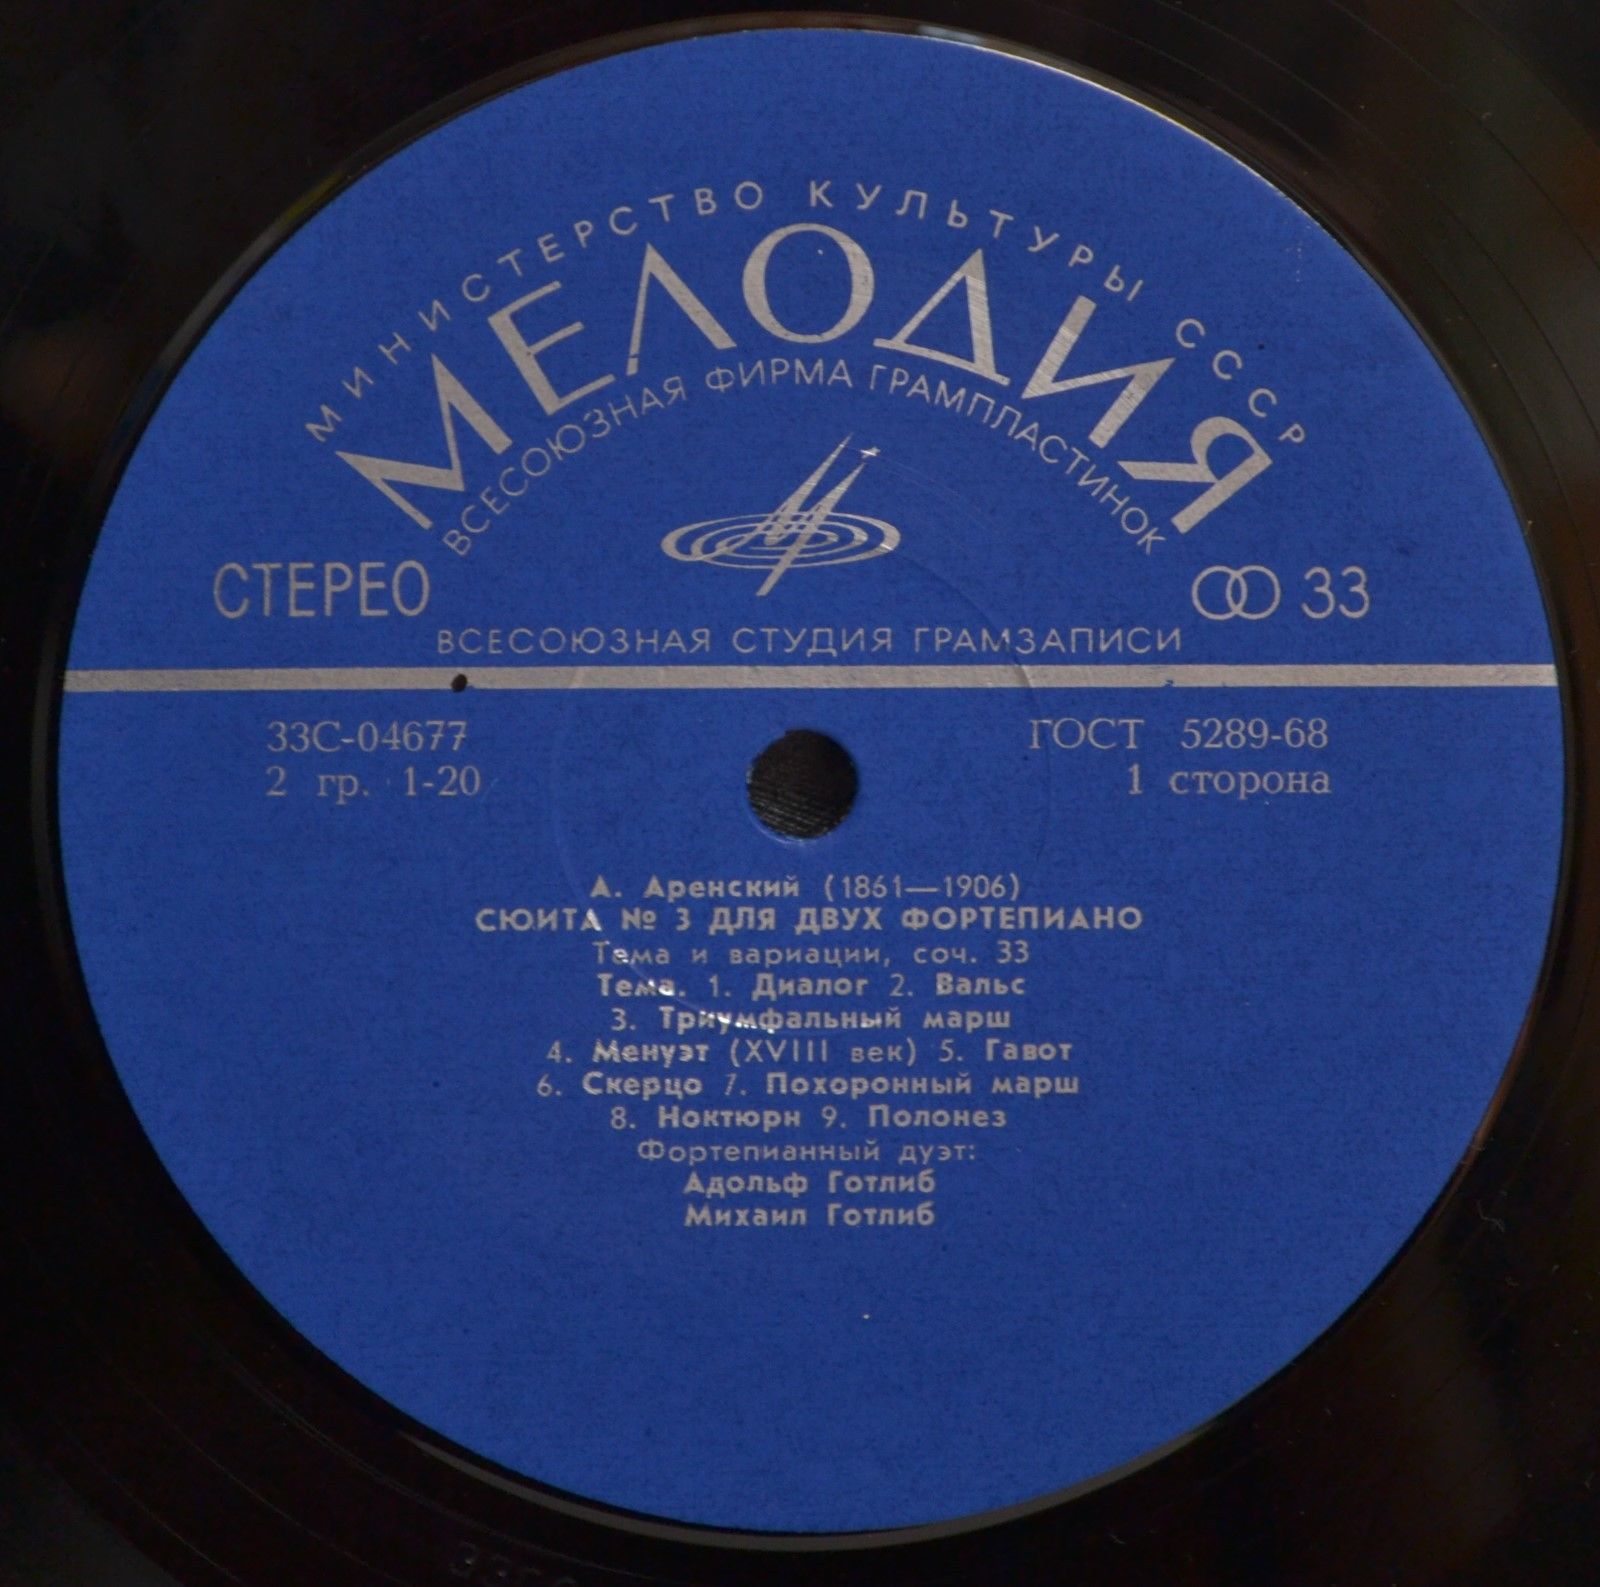 МИНИСТЕРСТВО КУЛЬТУРЫ СССР
МЕЛОДИЯ
ВСЕСОЮЗНАЯ ФИРМА ГРАМПЛАСТИНОК
СТЕРЕО
33
ВСЕСОЮЗНАЯ СТУДИЯ ГРАМЗАПИСИ
33С-04677
ГОСТ 5289-68
2 гр. 1-20
1 сторона
А. Аренский (1861—1906)
СЮИТА № 3 ДЛЯ ДВУХ ФОРТЕПИАНО
Тема и вариации, соч. 33
Тема. 1. Диалог 2. Вальс
3. Триумфальный марш
4. Менуэт (XVIII век) 5. Гавот
6. Скерцо 7. Похоронный марш
8. Ноктюрн 9. Полонез
Фортепианный дуэт:
Адольф Готлиб
Михаил Готлиб